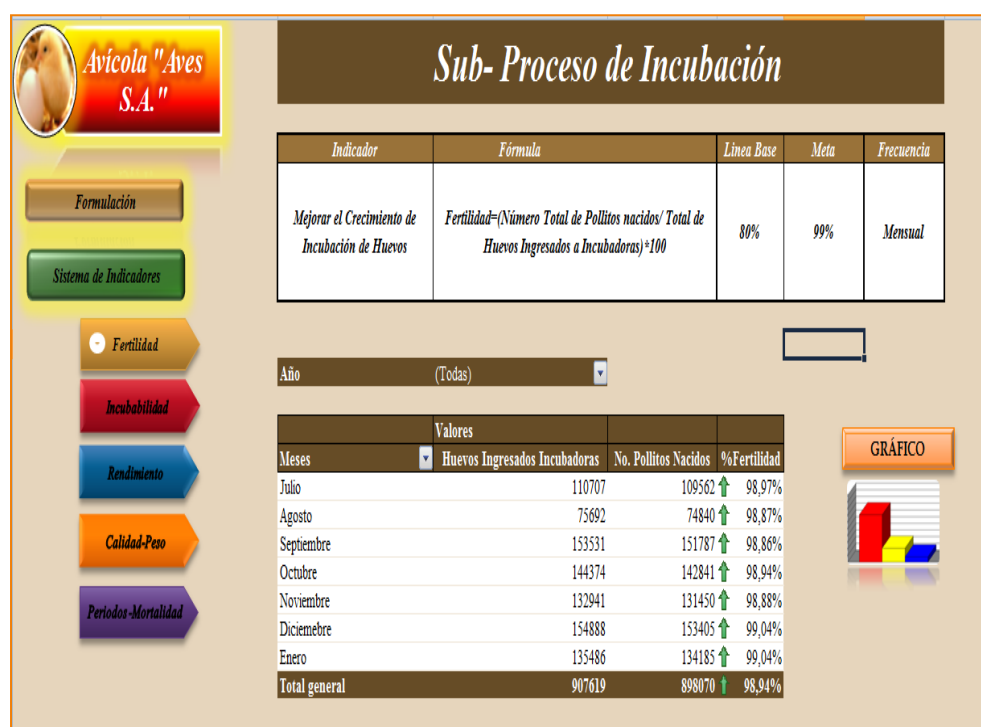 Avícola "Aves
S.A."
Sub- Proceso de Incubación
Indicador Fórmula Linea Base Meta Frecuencia
Mejorar el Crecimiento de
Incubación de Huevos
Fertilidad=(Número Total de Pollitos nacidos/ Total de
Huevos Ingresados a Incubadoras)*100
80% 99% Mensual
Formulación
Sistema de Indicadores
Fertilidad
Incubabilidad
Rendimiento
Calidad-Peso
Periodos-Mortalidad
Año (Todas)
Valores
Meses Huevos Ingresados Incubadoras No. Pollitos Nacidos %Fertilidad
Julio 110707 109562 98,97%
Agosto 75692 74840 98,87%
Septiembre 153531 151787 98,86%
Octubre 144374 142841 98,94%
Noviembre 132941 131450 98,88%
Diciemebre 154888 153405 99,04%
Enero 135486 134185 99,04%
Total general 907619 898070 98,94%
GRÁFICO